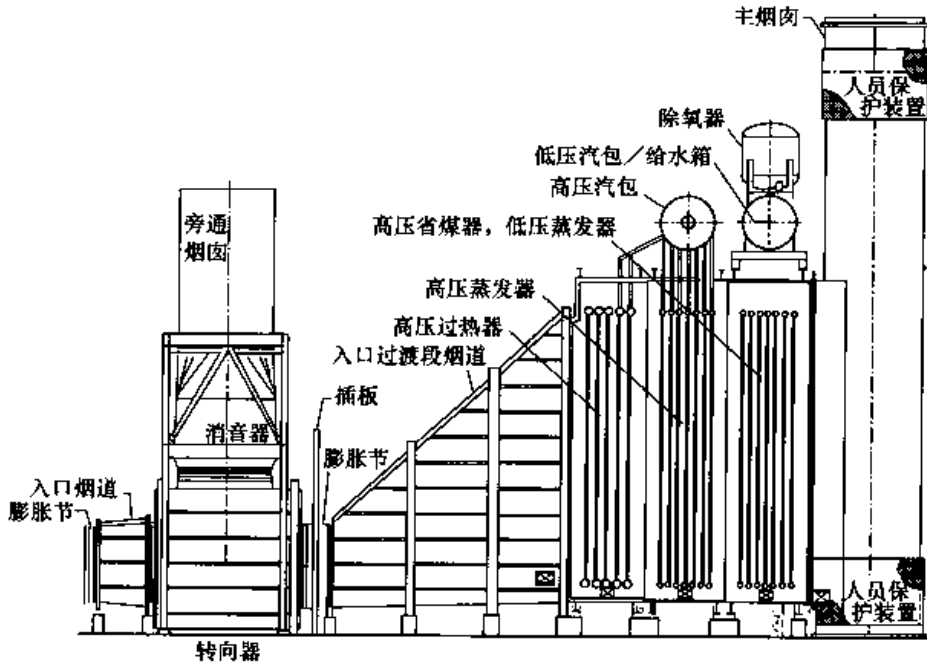 主烟囱
人员保
护装置
除氧器
低压汽包／给水箱
高压汽包
旁通
烟囱
高压省煤器，低压蒸发器
高压蒸发器
高压过热器
入口过渡段烟道
插板
消音器
膨胀节
入口烟道
膨胀节
人员保
护装置
转向器